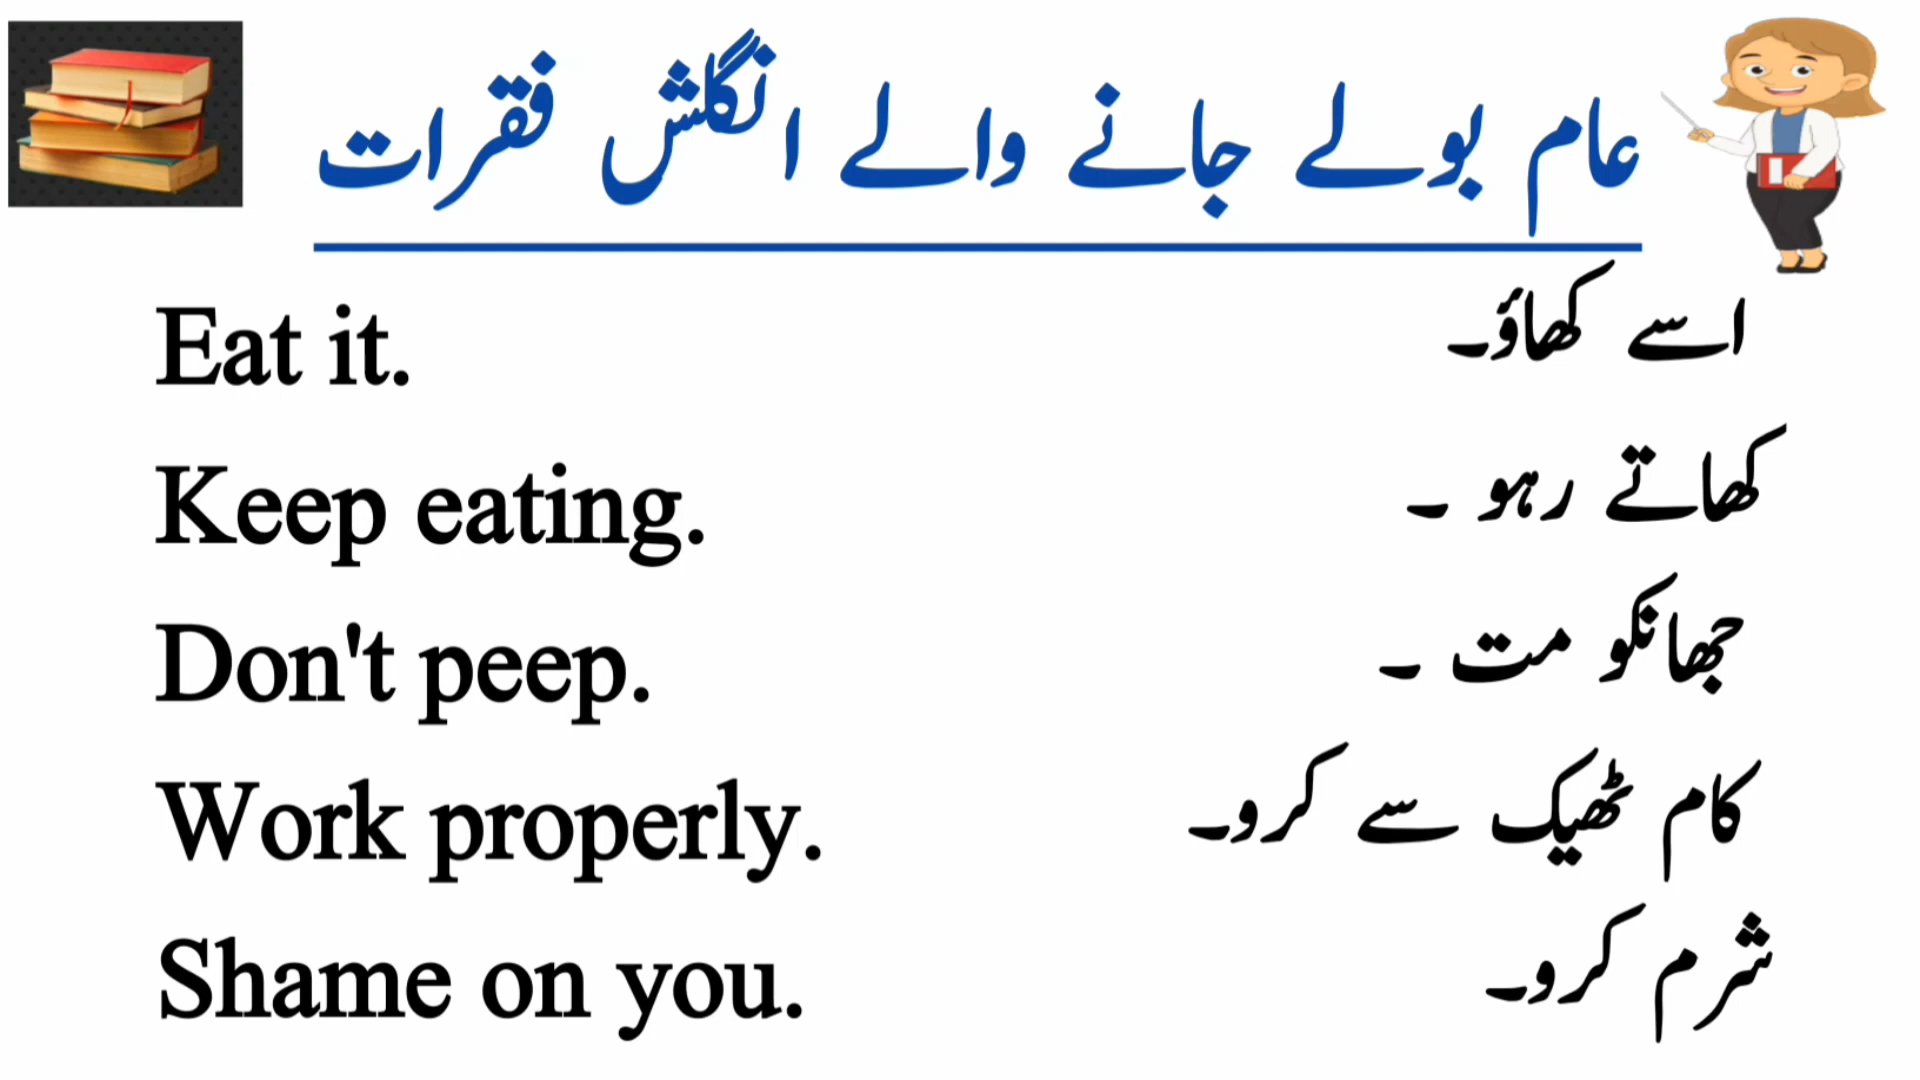 عام بولے جانے والے انگلش فقرات
Eat it. اسے کھاؤ۔
Keep eating. کھاتے رہو ۔
Don't peep. جھانکو مت ۔
Work properly. کام ٹھیک سے کرو۔
Shame on you. شرم کرو۔